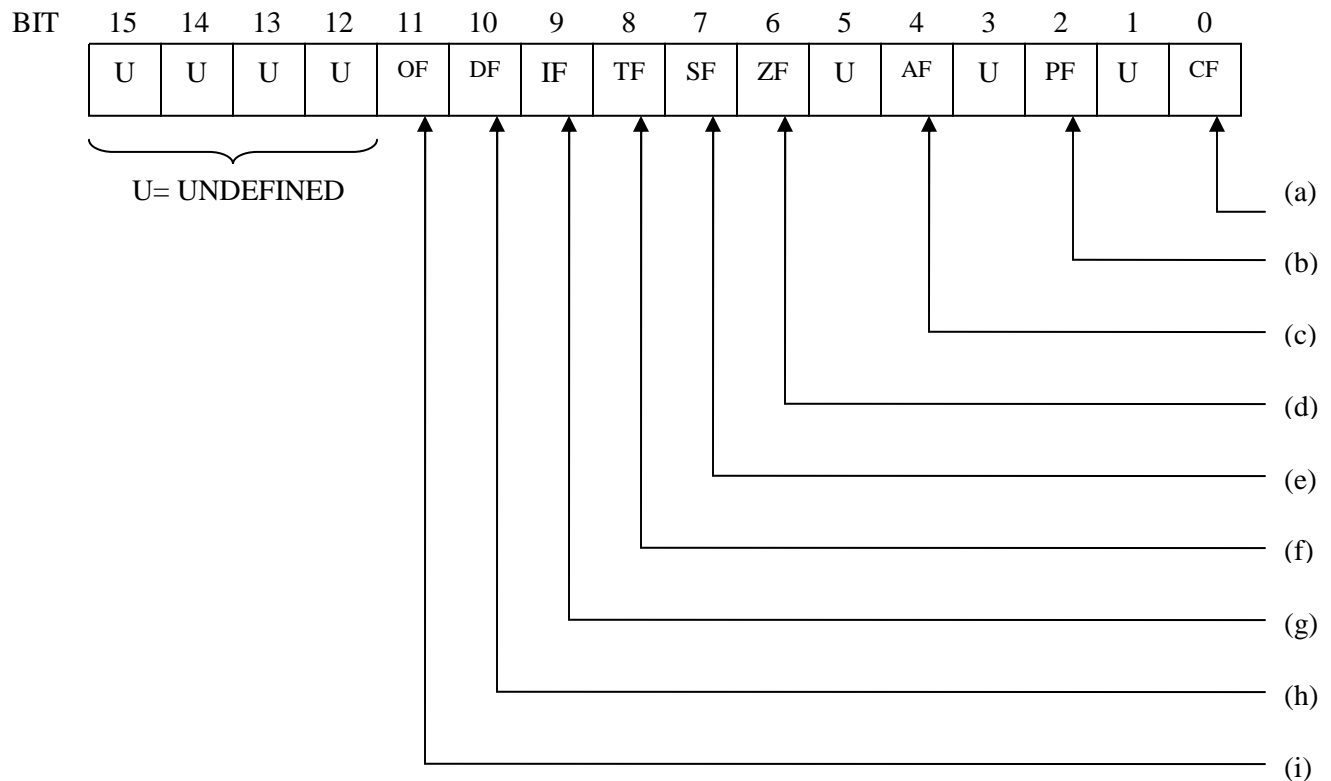 BIT 15 14 13 12 11 10 9 8 7 6 5 4 3 2 1 0
U U U U OF DF IF TF SF ZF U AF U PF U CF
U= UNDEFINED
(a)
(b)
(c)
(d)
(e)
(f)
(g)
(h)
(i)